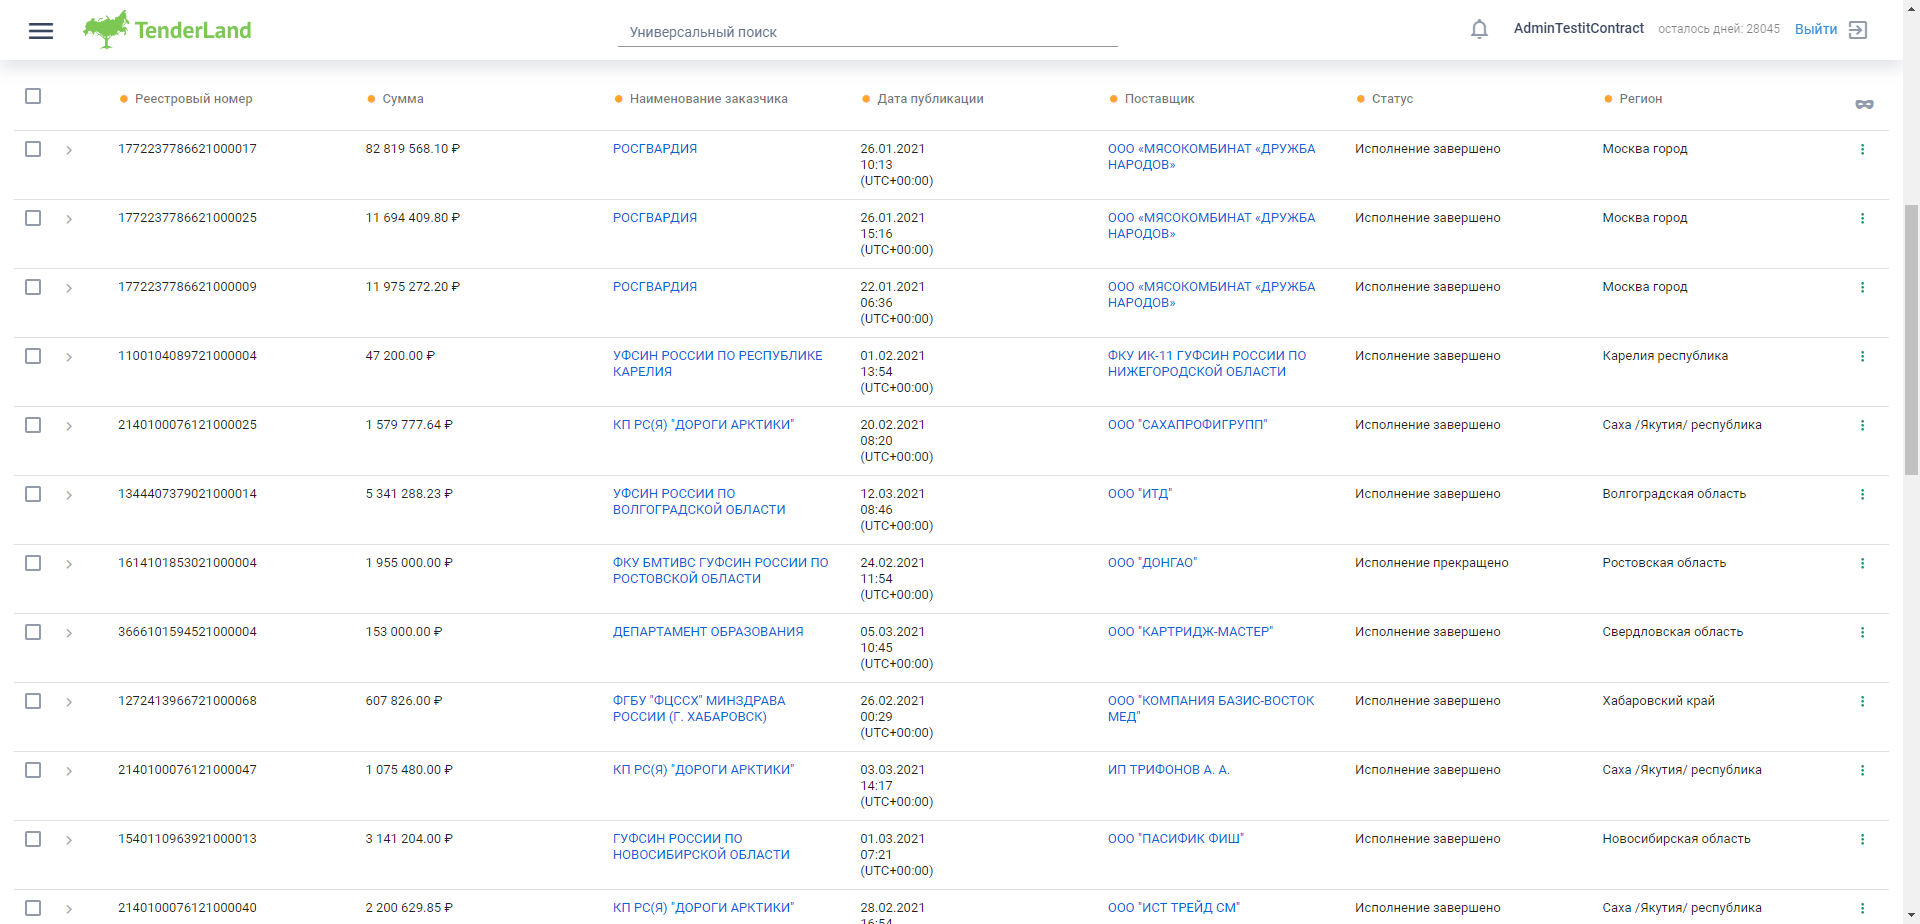 TenderLand
Универсальный поиск
AdminTestitContract осталось дней: 28045 Выйти
Реестровый номер Сумма Наименование заказчика Дата публикации Поставщик Статус Регион
1772237786621000017 82 819 568.10 ₽ РОСГВАРДИЯ 26.01.2021 ООО «МЯСОКОМБИНАТ «ДРУЖБА Исполнение завершено Москва город
10:13 НАРОДОВ»
(UTC+00:00)
1772237786621000025 11 694 409.80 ₽ РОСГВАРДИЯ 26.01.2021 ООО «МЯСОКОМБИНАТ «ДРУЖБА Исполнение завершено Москва город
15:16 НАРОДОВ»
(UTC+00:00)
1772237786621000009 11 975 272.20 ₽ РОСГВАРДИЯ 22.01.2021 ООО «МЯСОКОМБИНАТ «ДРУЖБА Исполнение завершено Москва город
06:36 НАРОДОВ»
(UTC+00:00)
1100104089721000004 47 200.00 ₽ УФСИН РОССИИ ПО РЕСПУБЛИКЕ 01.02.2021 ФКУ ИК-11 ГУФСИН РОССИИ ПО Исполнение завершено Карелия республика
КАРЕЛИЯ 13:54 НИЖЕГОРОДСКОЙ ОБЛАСТИ
(UTC+00:00)
2140100076121000025 1 579 777.64 ₽ КП РС(Я) "ДОРОГИ АРКТИКИ" 20.02.2021 ООО "САХАПРОФИГРУПП" Исполнение завершено Саха /Якутия/ республика
08:20
(UTC+00:00)
1344407379021000014 5 341 288.23 ₽ УФСИН РОССИИ ПО 12.03.2021 ООО "ИТД" Исполнение завершено Волгоградская область
ВОЛГОГРАДСКОЙ ОБЛАСТИ 08:46
(UTC+00:00)
1614101853021000004 1 955 000.00 ₽ ФКУ БМТИВС ГУФСИН РОССИИ ПО 24.02.2021 ООО "ДОНГАО" Исполнение прекращено Ростовская область
РОСТОВСКОЙ ОБЛАСТИ 11:54
(UTC+00:00)
3666101594521000004 153 000.00 ₽ ДЕПАРТАМЕНТ ОБРАЗОВАНИЯ 05.03.2021 ООО "КАРТРИДЖ-МАСТЕР" Исполнение завершено Свердловская область
10:45
(UTC+00:00)
1272413966721000068 607 826.00 ₽ ФГБУ "ФЦССХ" МИНЗДРАВА 26.02.2021 ООО "КОМПАНИЯ БАЗИС-ВОСТОК Исполнение завершено Хабаровский край
РОССИИ (Г. ХАБАРОВСК) 00:29 МЕД"
(UTC+00:00)
2140100076121000047 1 075 480.00 ₽ КП РС(Я) "ДОРОГИ АРКТИКИ" 03.03.2021 ИП ТРИФОНОВ А. А. Исполнение завершено Саха /Якутия/ республика
14:17
(UTC+00:00)
1540110963921000013 3 141 204.00 ₽ ГУФСИН РОССИИ ПО 01.03.2021 ООО "ПАСИФИК ФИШ" Исполнение завершено Новосибирская область
НОВОСИБИРСКОЙ ОБЛАСТИ 07:21
(UTC+00:00)
2140100076121000040 2 200 629.85 ₽ КП РС(Я) "ДОРОГИ АРКТИКИ" 28.02.2021 ООО "ИСТ ТРЕЙД СМ" Исполнение завершено Саха /Якутия/ республика